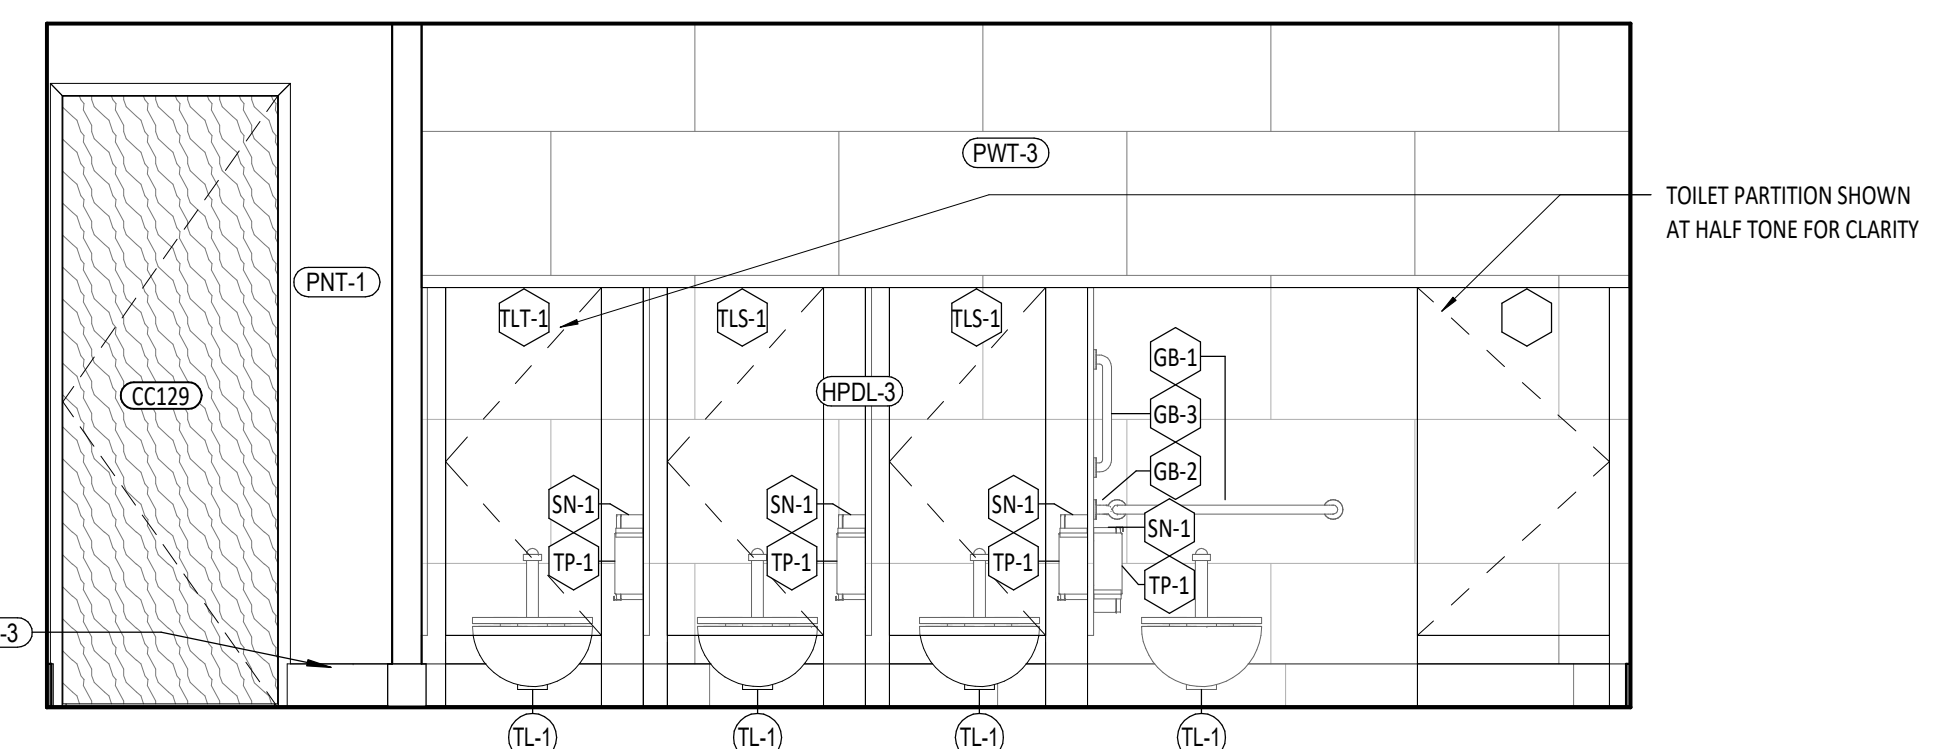 PWT-3
TOILET PARTITION SHOWN
AT HALF TONE FOR CLARITY
PNT-1
TLT-1
TLS-1
TLS-1
GB-1
CC129
HPDL-3
GB-3
GB-2
SN-1
SN-1
SN-1
SN-1
TP-1
TP-1
TP-1
TP-1
-3
TL-1
TL-1
TL-1
TL-1